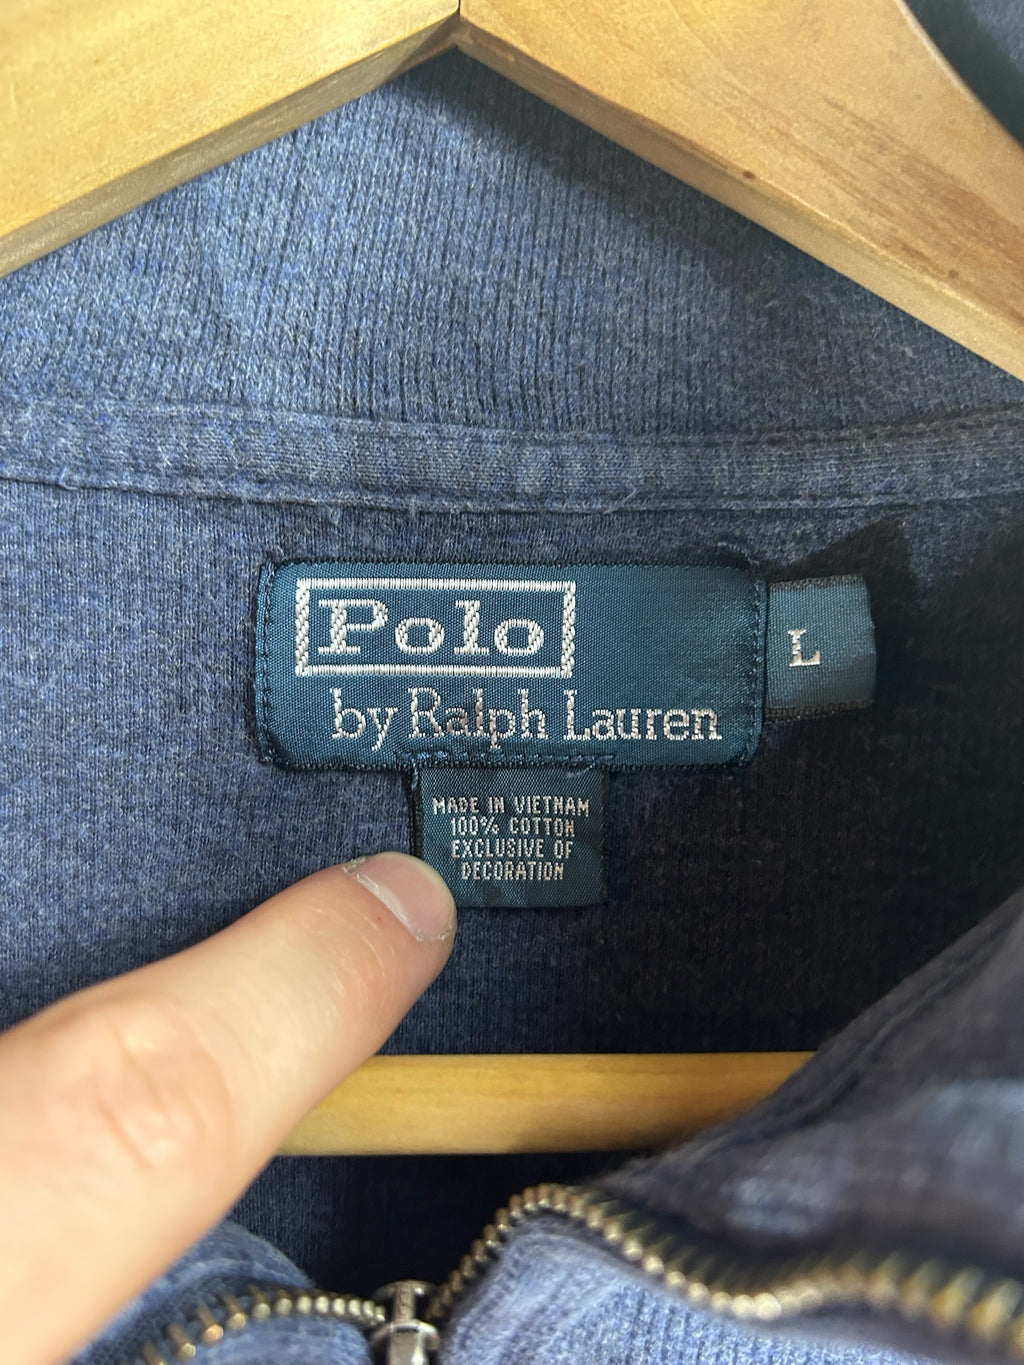 Polo
by Ralph Lauren
L
MADE IN VIETNAM
100% COTTON
EXCLUSIVE OF
DECORATION